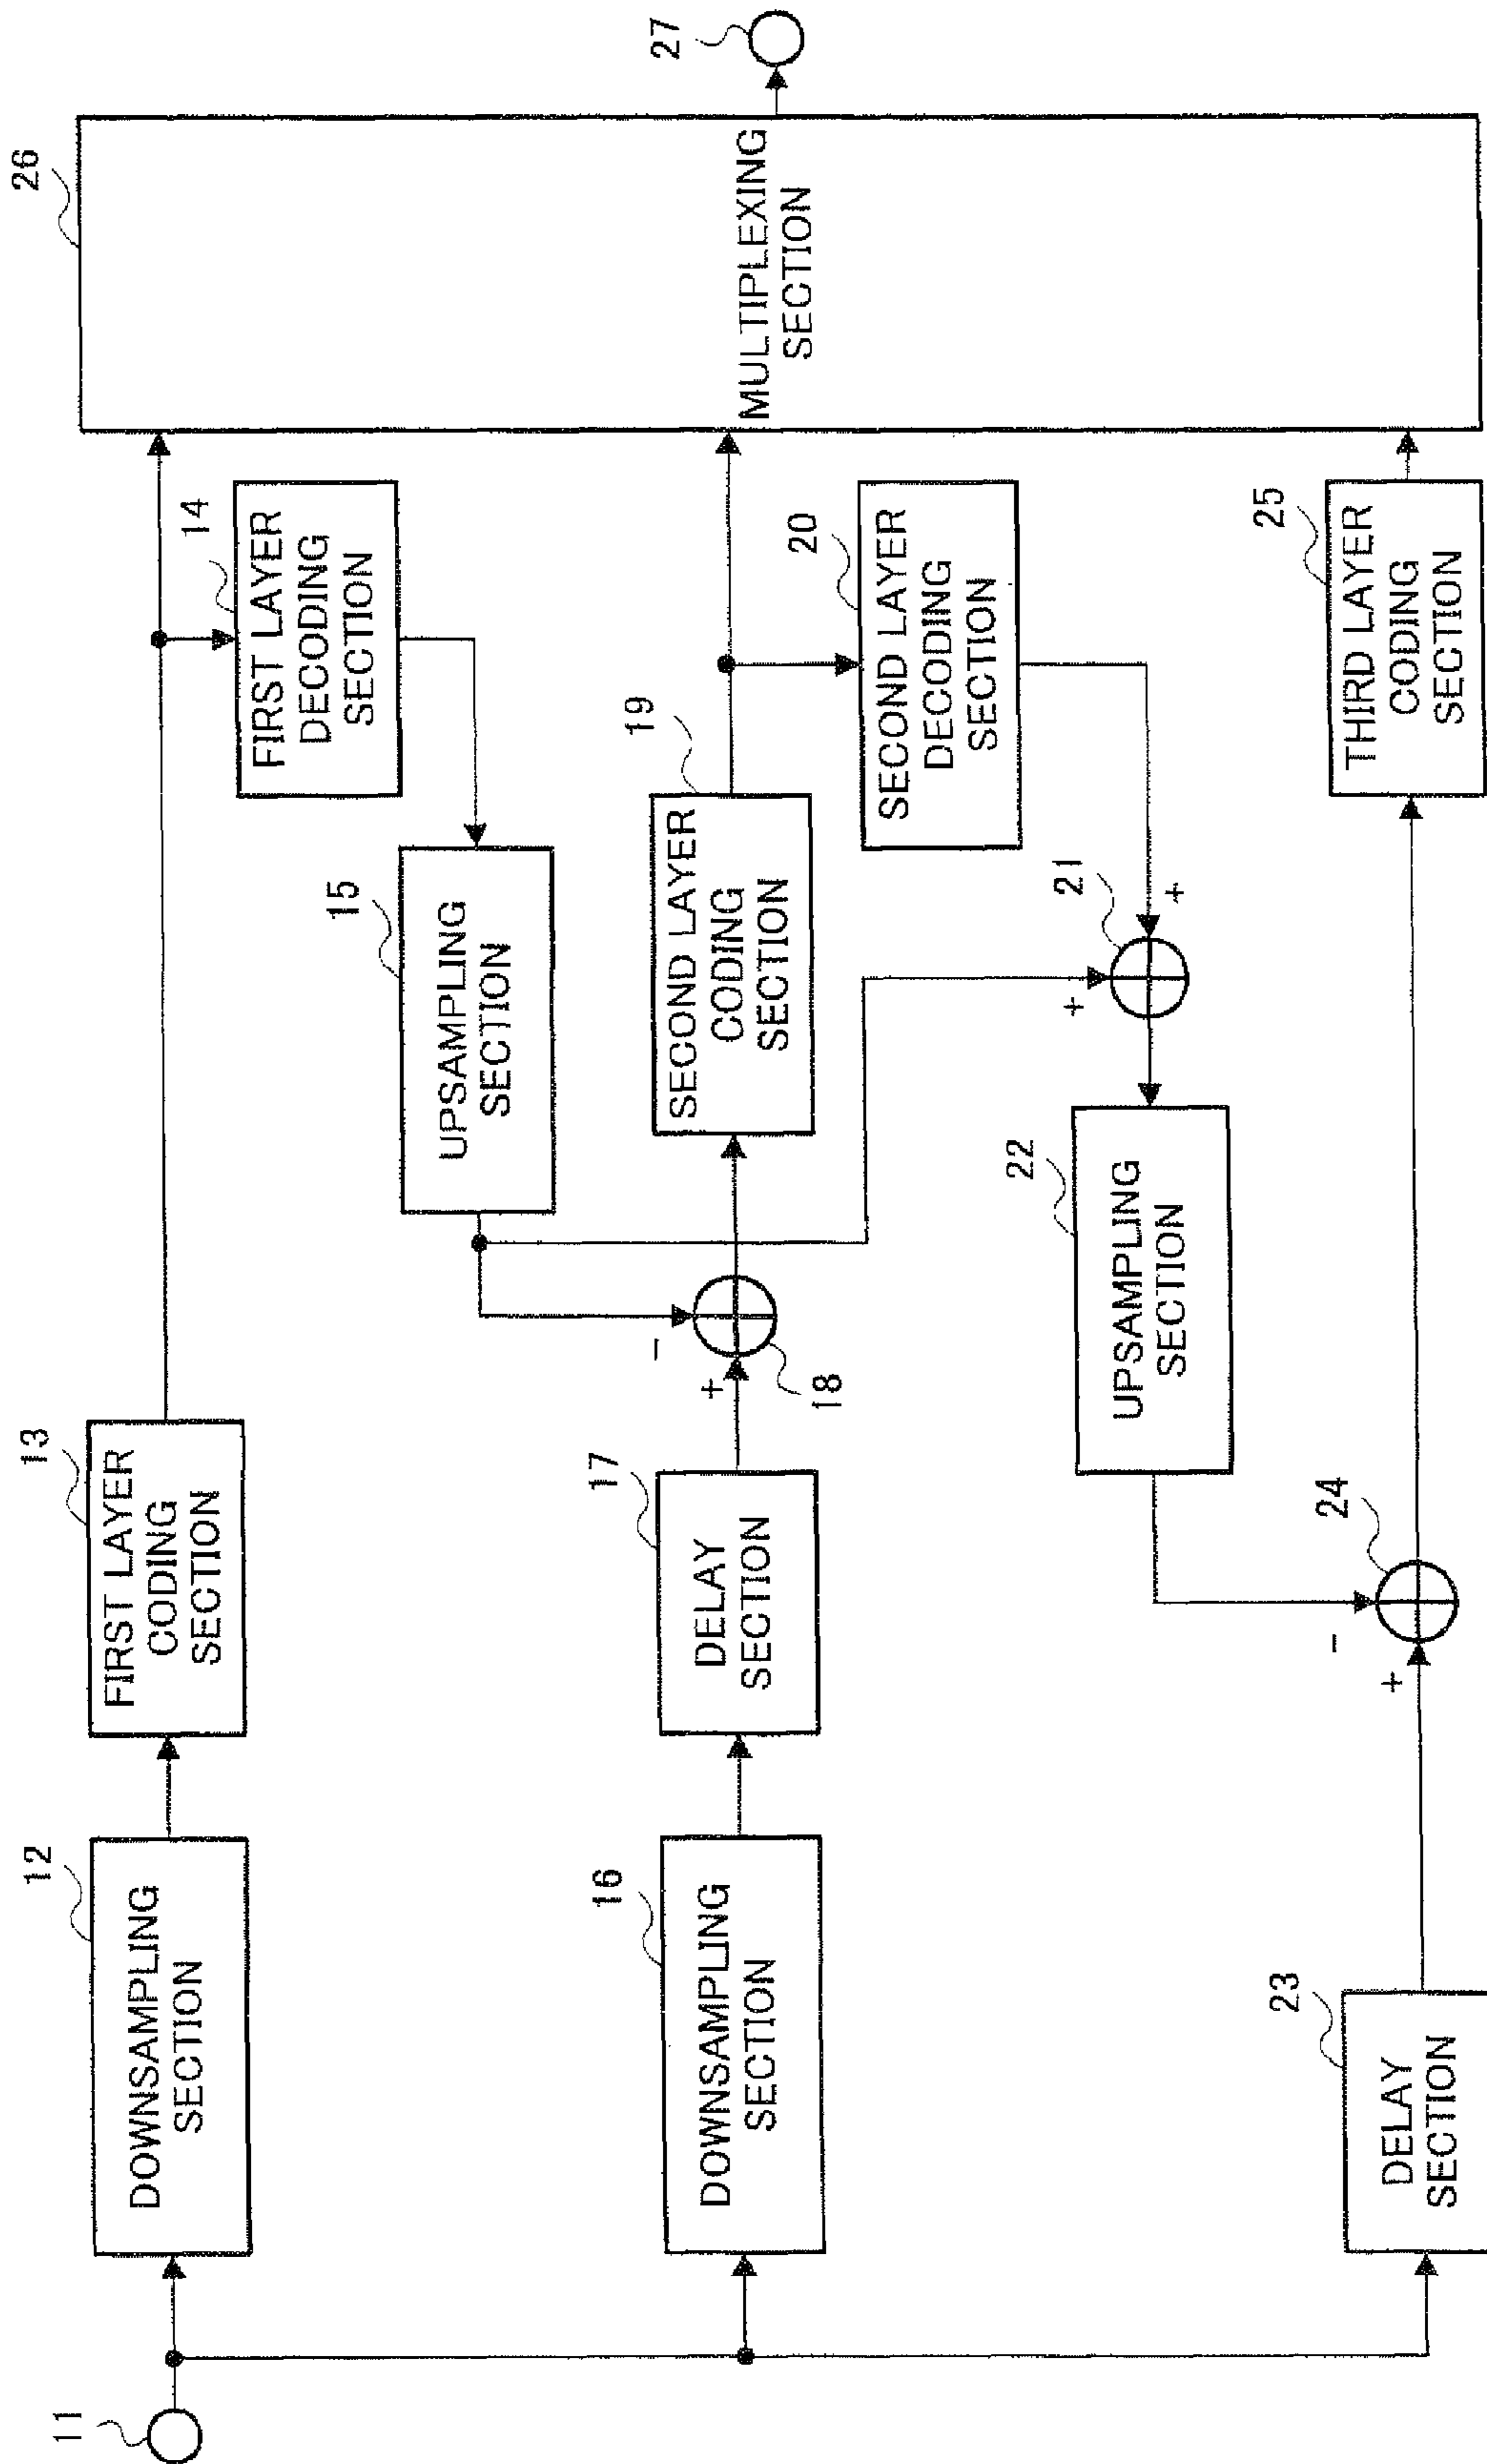 11
12
DOWNSAMPLING
SECTION
13
FIRST LAYER
CODING
SECTION
14
FIRST LAYER
DECODING
SECTION
15
UPSAMPLING
SECTION
16
DOWNSAMPLING
SECTION
17
DELAY
SECTION
+
-
18
19
SECOND LAYER
CODING
SECTION
20
SECOND LAYER
DECODING
SECTION
21
+
+
22
UPSAMPLING
SECTION
23
DELAY
SECTION
24
-
+
25
THIRD LAYER
CODING
SECTION
26
MULTIPLEXING
SECTION
27